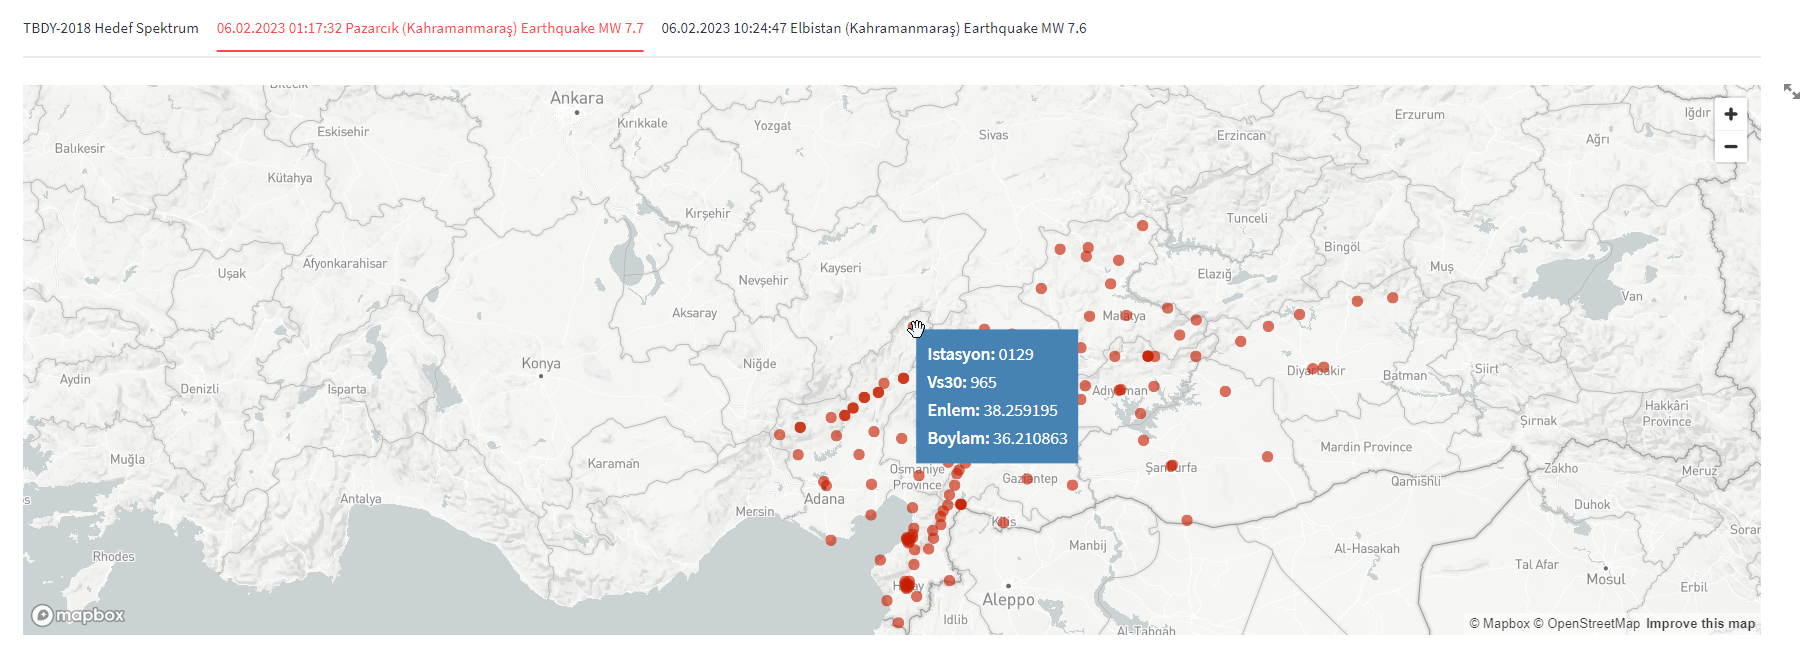 TBDY-2018 Hedef Spektrum
06.02.2023 01:17:32 Pazarcık (Kahramanmaraş) Earthquake MW 7.7
06.02.2023 10:24:47 Elbistan (Kahramanmaraş) Earthquake MW 7.6
Bilecik
Ankara
Kırıkkale
Yozgat
Sivas
Erzincan
Erzurum
Ağrı
Iğdır
Eskisehir
Balıkesir
Kütahya
Kırşehir
Tunceli
Bingöl
Muş
Uşak
Afyonkarahisar
Nevşehir
Kayseri
Elazığ
Van
Aksaray
Malatya
Konya
Niğde
Aydin
Denizli
Isparta
Istasyon: 0129
Vs30: 965
Enlem: 38.259195
Boylam: 36.210863
Adıyaman
Diyarbakir
Batman
Siirt
Şırnak
Hakkâri
Province
Mardin Province
Muğla
Karaman
Osmaniye
Province
Gaziantep
Şanlıurfa
Qamishli
Zakho
Meruz
Antalya
Mersin
Adana
Kilis
Duhok
Soran
Rhodes
Manbij
Al-Hasakah
Tal Afar
Mosul
Erbil
Hatay
Aleppo
Idlib
Al-Tabqah
mapbox
© Mapbox © OpenStreetMap Improve this map